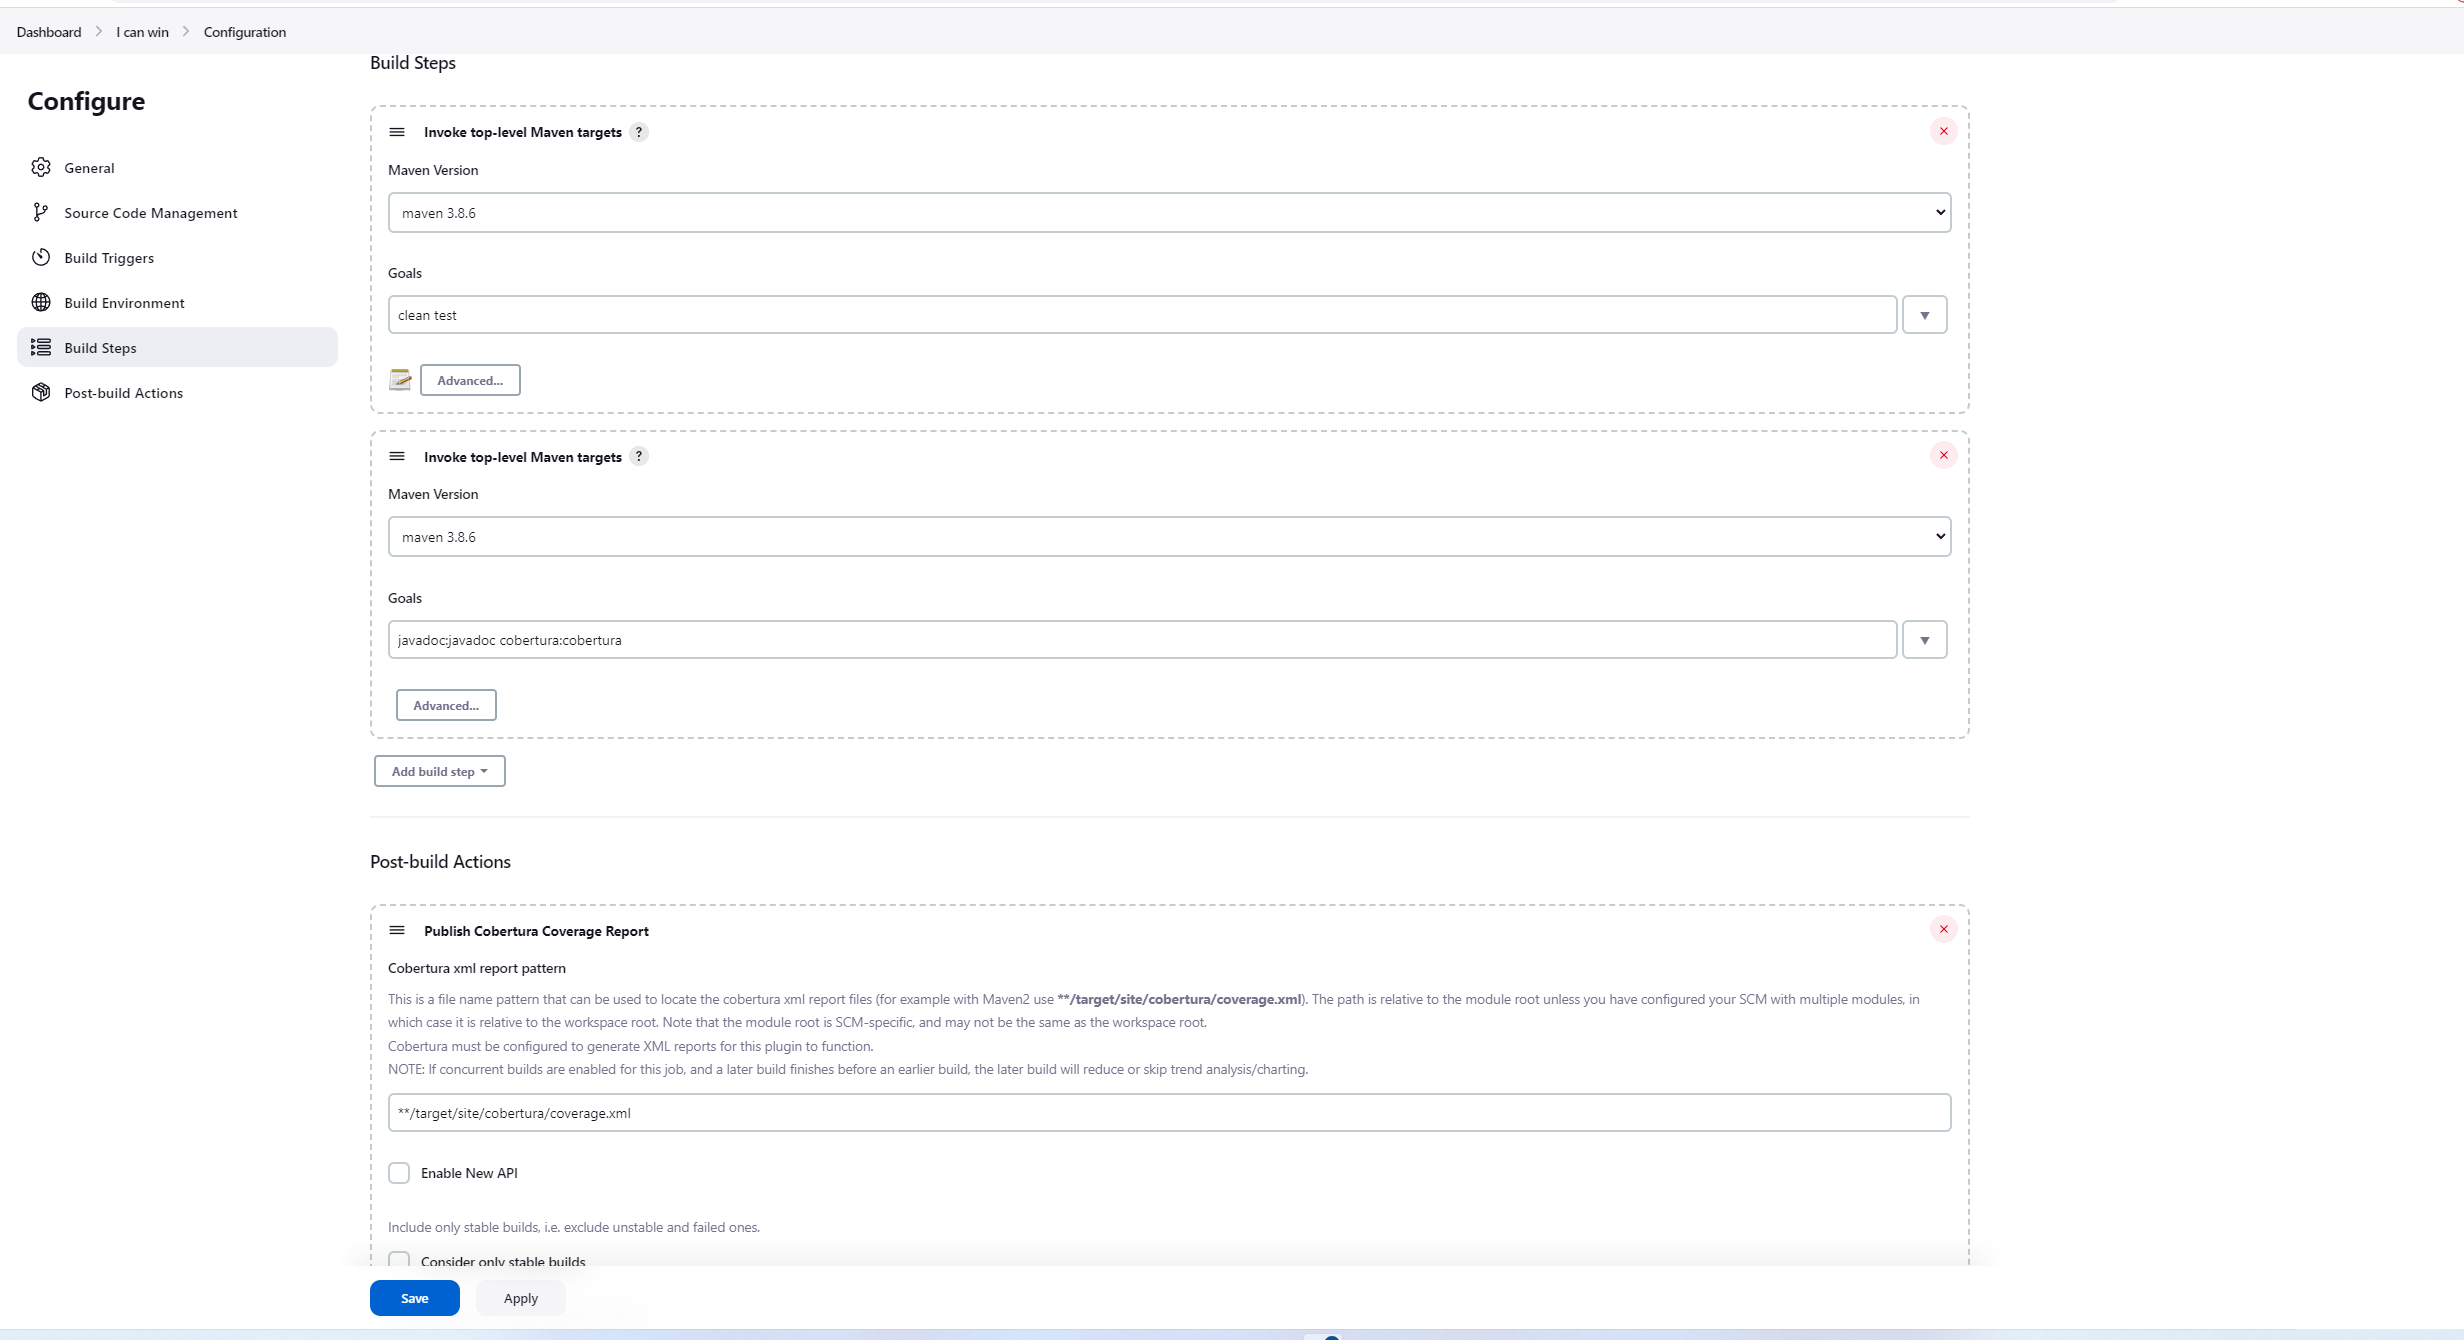 Dashboard > I can win > Configuration
Configure
General
Source Code Management
Build Triggers
Build Environment
Build Steps
Post-build Actions
Build Steps
Invoke top-level Maven targets ?
Maven Version
maven 3.8.6
Goals
clean test
Advanced...
Invoke top-level Maven targets ?
Maven Version
maven 3.8.6
Goals
javadoc:javadoc cobertura:cobertura
Advanced...
Add build step
Post-build Actions
Publish Cobertura Coverage Report
Cobertura xml report pattern
This is a file name pattern that can be used to locate the cobertura xml report files (for example with Maven2 use **/target/site/cobertura/coverage.xml). The path is relative to the module root unless you have configured your SCM with multiple modules, in
which case it is relative to the workspace root. Note that the module root is SCM-specific, and may not be the same as the workspace root.
Cobertura must be configured to generate XML reports for this plugin to function.
NOTE: If concurrent builds are enabled for this job, and a later build finishes before an earlier build, the later build will reduce or skip trend analysis/charting.
**/target/site/cobertura/coverage.xml
Enable New API
Include only stable builds, i.e. exclude unstable and failed ones.
Consider only stable builds
Save
Apply